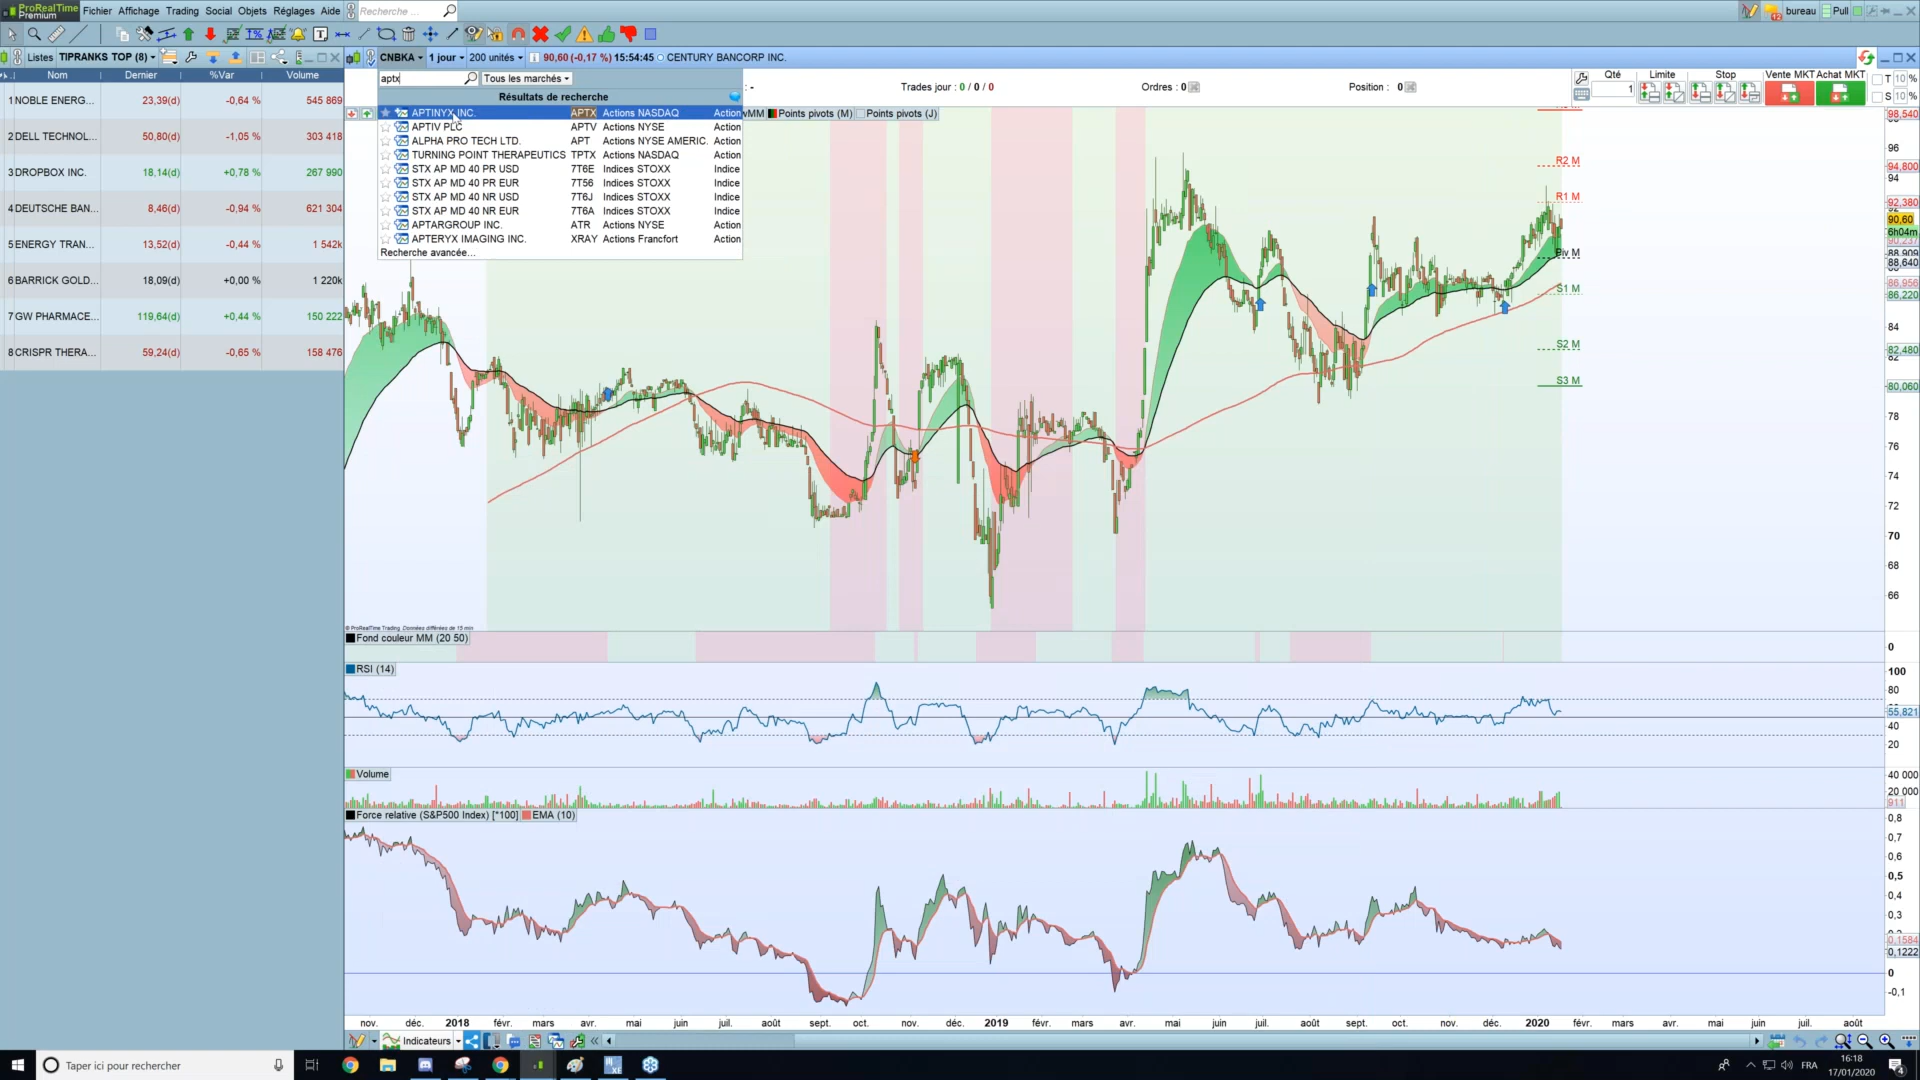 ProRealTime
Premium
Fichier Affichage Trading Social Objets Réglages Aide
Recherche ...
bureau Pull
Listes TIPRANKS TOP (8)
CNBKA 1 jour 200 unités 90,60 (-0,17 %) 15:54:45 CENTURY BANCORP INC.
Nom Dernier %Var Volume
1 NOBLE ENERG... 23,39(d) -0,64 % 545 869
2 DELL TECHNOL... 50,80(d) -1,05 % 303 418
3 DROPBOX INC. 18,14(d) +0,78 % 267 990
4 DEUTSCHE BAN... 8,46(d) -0,94 % 621 304
5 ENERGY TRAN... 13,52(d) -0,44 % 1 542k
6 BARRICK GOLD... 18,09(d) +0,00 % 1 220k
7 GW PHARMACE... 119,64(d) +0,44 % 150 222
8 CRISPR THERA... 59,24(d) -0,65 % 158 476
aptx Tous les marchés
Résultats de recherche
APTINYX INC. APTX Actions NASDAQ Action
APTIV PLC APTV Actions NYSE Action
ALPHA PRO TECH LTD. APT Actions NYSE AMERIC. Action
TURNING POINT THERAPEUTICS TPTX Actions NASDAQ Action
STX AP MD 40 PR USD 7T6E Indices STOXX Indice
STX AP MD 40 PR EUR 7T56 Indices STOXX Indice
STX AP MD 40 NR USD 7T6J Indices STOXX Indice
STX AP MD 40 NR EUR 7T6A Indices STOXX Indice
APTARGROUP INC. ATR Actions NYSE Action
APTERYX IMAGING INC. XRAY Actions Francfort Action
Recherche avancée...
Trades jour : 0 / 0 / 0
Ordres : 0
Position : 0
Qté Limite Stop Vente MKT Achat MKT
1
T 10 %
S 10 %
Points pivots (M) Points pivots (J)
R2 M
R1 M
Piv M
S1 M
S2 M
S3 M
98,540
96
94,800
94
92,380
90,60
6h04m
88,640
86,220
84
82,480
80,060
78
76
74
72
70
68
66
© ProRealTime Trading Données différées de 15 min
Fond couleur MM (20 50)
0
RSI (14)
100
80
55,821
40
20
Volume
40 000
20 000
911
Force relative (S&P500 Index) [*100] EMA (10)
0,8
0,7
0,6
0,5
0,4
0,3
0,1584
0,1222
0
-0,1
nov. déc. 2018 févr. mars avr. mai juin juil. août sept. oct. nov. déc. 2019 févr. mars avr. mai juin juil. août sept. oct. nov. déc. 2020 févr. mars avr. mai juin juil. août
Indicateurs
Taper ici pour rechercher
FRA
16:18
17/01/2020